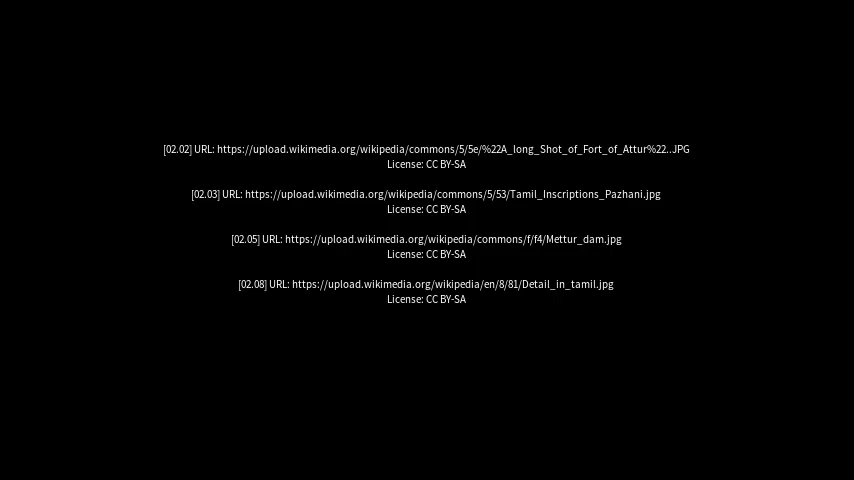 [02.02] URL: https://upload.wikimedia.org/wikipedia/commons/5/5e/%22A_long_Shot_of_Fort_of_Attur%22..JPG
License: CC BY-SA
[02.03] URL: https://upload.wikimedia.org/wikipedia/commons/5/53/Tamil_Inscriptions_Pazhani.jpg
License: CC BY-SA
[02.05] URL: https://upload.wikimedia.org/wikipedia/commons/f/f4/Mettur_dam.jpg
License: CC BY-SA
[02.08] URL: https://upload.wikimedia.org/wikipedia/en/8/81/Detail_in_tamil.jpg
License: CC BY-SA